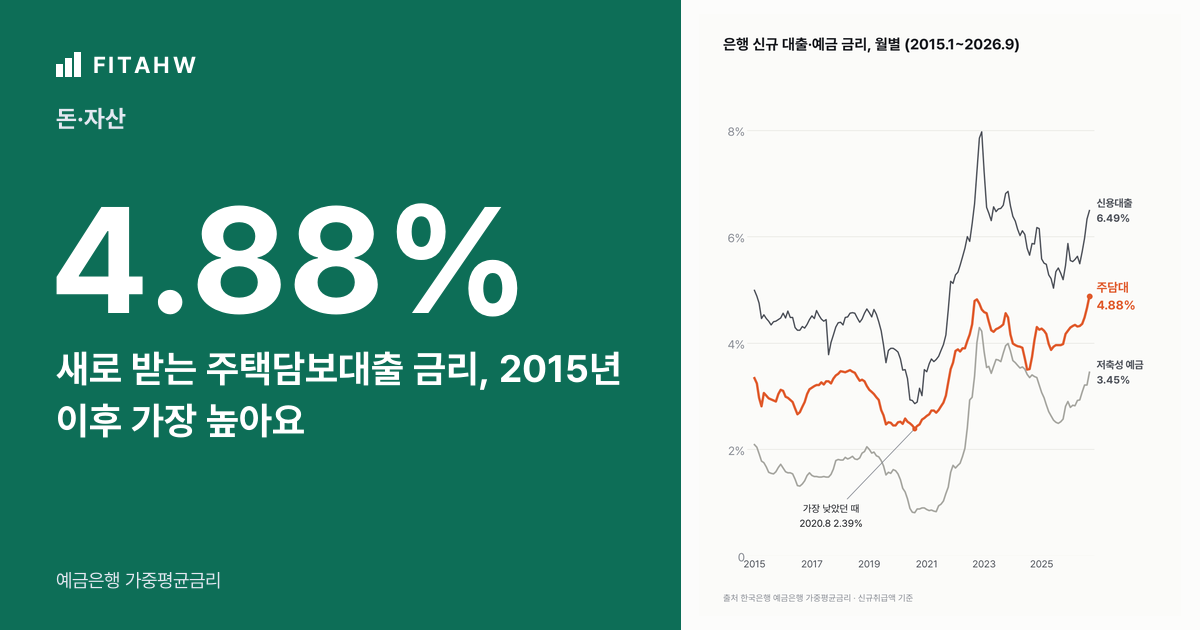 FITAHW
돈·자산
4.88%
새로 받는 주택담보대출 금리, 2015년
이후 가장 높아요
예금은행 가중평균금리
은행 신규 대출·예금 금리, 월별 (2015.1~2026.9)
8%
6%
4%
2%
0
신용대출
6.49%
주담대
4.88%
저축성 예금
3.45%
가장 낮았던 때
2020.8 2.39%
2015 2017 2019 2021 2023 2025
출처 한국은행 예금은행 가중평균금리 · 신규취급액 기준